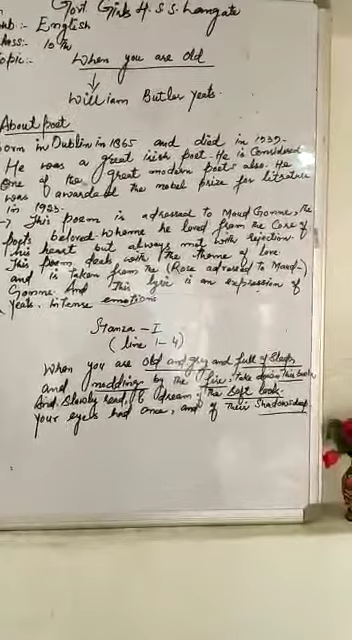 Govt. Girls H.S.S. Langate
ub:- English
lass:- 10th
opic:- When you are old
William Butler Yeats.
About poet
orn in Dublin in 1865 and died in 1939.
He was a great irish poet. He is Considered
One of the great modern poets also. He
was awarded the nobel prize for litrature
in 1923.
→ This poem is adressed to Maud Gonne, the
poets beloved whome he loved from the Core of
his heart but always met with rejection.
This poem deals with the theme of love
and is taken from the (Rose adressed to Maud-
Gonne. And This lyric is an expression of
Yeats. intense emotions
Stanza - I
(line 1-4)
When you are old and grey and full of Sleep
and nodding by the fire, take down this book
And Slowly read, & dream of the Soft look
Your eyes had once, and of their Shadows deep